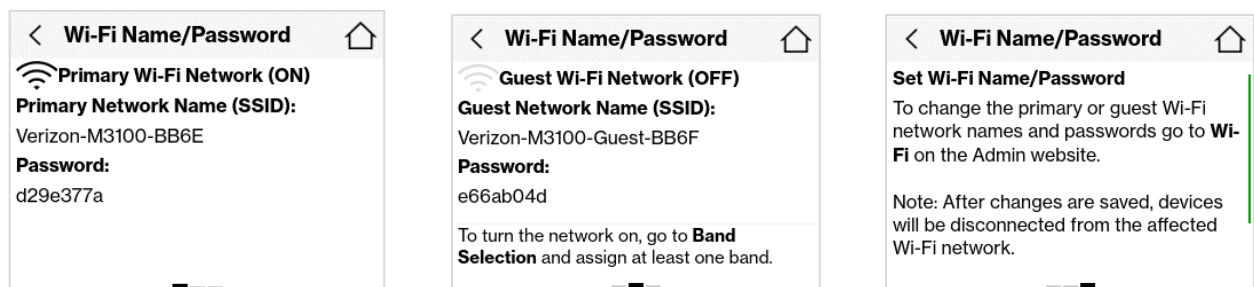 Wi-Fi Name/Password
Primary Wi-Fi Network (ON)
Primary Network Name (SSID):
Verizon-M3100-BB6E
Password:
d29e377a
Wi-Fi Name/Password
Guest Wi-Fi Network (OFF)
Guest Network Name (SSID):
Verizon-M3100-Guest-BB6F
Password:
e66ab04d
To turn the network on, go to Band
Selection and assign at least one band.
Wi-Fi Name/Password
Set Wi-Fi Name/Password
To change the primary or guest Wi-Fi
network names and passwords go to Wi-
Fi on the Admin website.
Note: After changes are saved, devices
will be disconnected from the affected
Wi-Fi network.